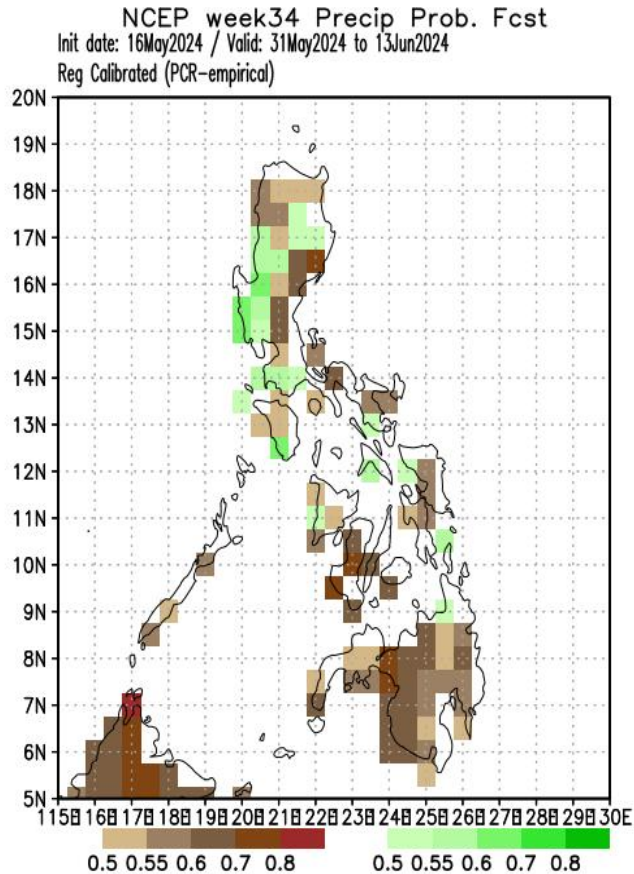 NCEP week34 Precip Prob. Fcst
Init date: 16May2024 / Valid: 31May2024 to 13Jun2024
Reg Calibrated (PCR-empirical)
20N
19N
18N
17N
16N
15N
14N
13N
12N
11N
10N
9N
8N
7N
6N
5N
115E 116E 117E 118E 119E 120E 121E 122E 123E 124E 125E 126E 127E 128E 129E 130E
0.5 0.55 0.6 0.7 0.8 0.5 0.55 0.6 0.7 0.8